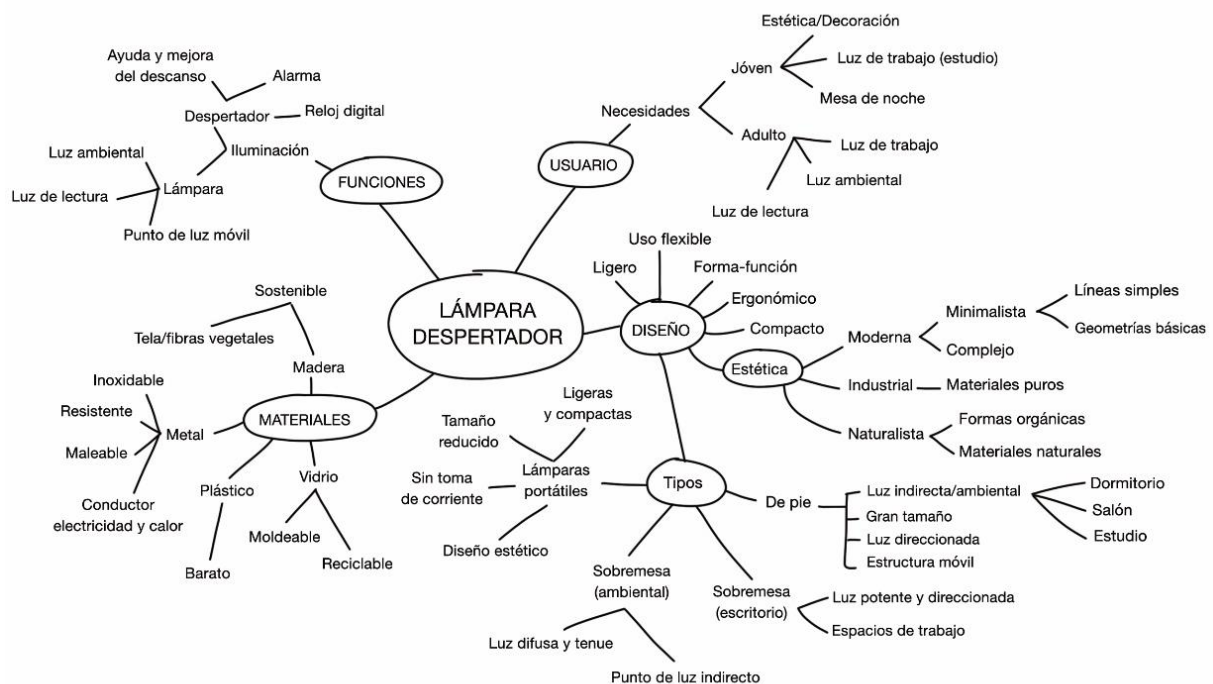 LÁMPARA
DESPERTADOR
FUNCIONES
Iluminación
Despertador
Ayuda y mejora
del descanso
Alarma
Reloj digital
Lámpara
Luz ambiental
Luz de lectura
Punto de luz móvil
USUARIO
Necesidades
Jóven
Estética/Decoración
Luz de trabajo (estudio)
Mesa de noche
Adulto
Luz de trabajo
Luz ambiental
Luz de lectura
DISEÑO
Ligero
Uso flexible
Forma-función
Ergonómico
Compacto
Estética
Moderna
Minimalista
Líneas simples
Geometrías básicas
Complejo
Industrial
Materiales puros
Naturalista
Formas orgánicas
Materiales naturales
Tipos
Lámparas
portátiles
Ligeras
y compactas
Tamaño
reducido
Sin toma
de corriente
Diseño estético
De pie
Luz indirecta/ambiental
Dormitorio
Salón
Estudio
Gran tamaño
Luz direccionada
Estructura móvil
Sobremesa
(ambiental)
Luz difusa y tenue
Punto de luz indirecto
Sobremesa
(escritorio)
Luz potente y direccionada
Espacios de trabajo
MATERIALES
Madera
Sostenible
Tela/fibras vegetales
Metal
Inoxidable
Resistente
Maleable
Conductor
electricidad y calor
Plástico
Barato
Vidrio
Moldeable
Reciclable